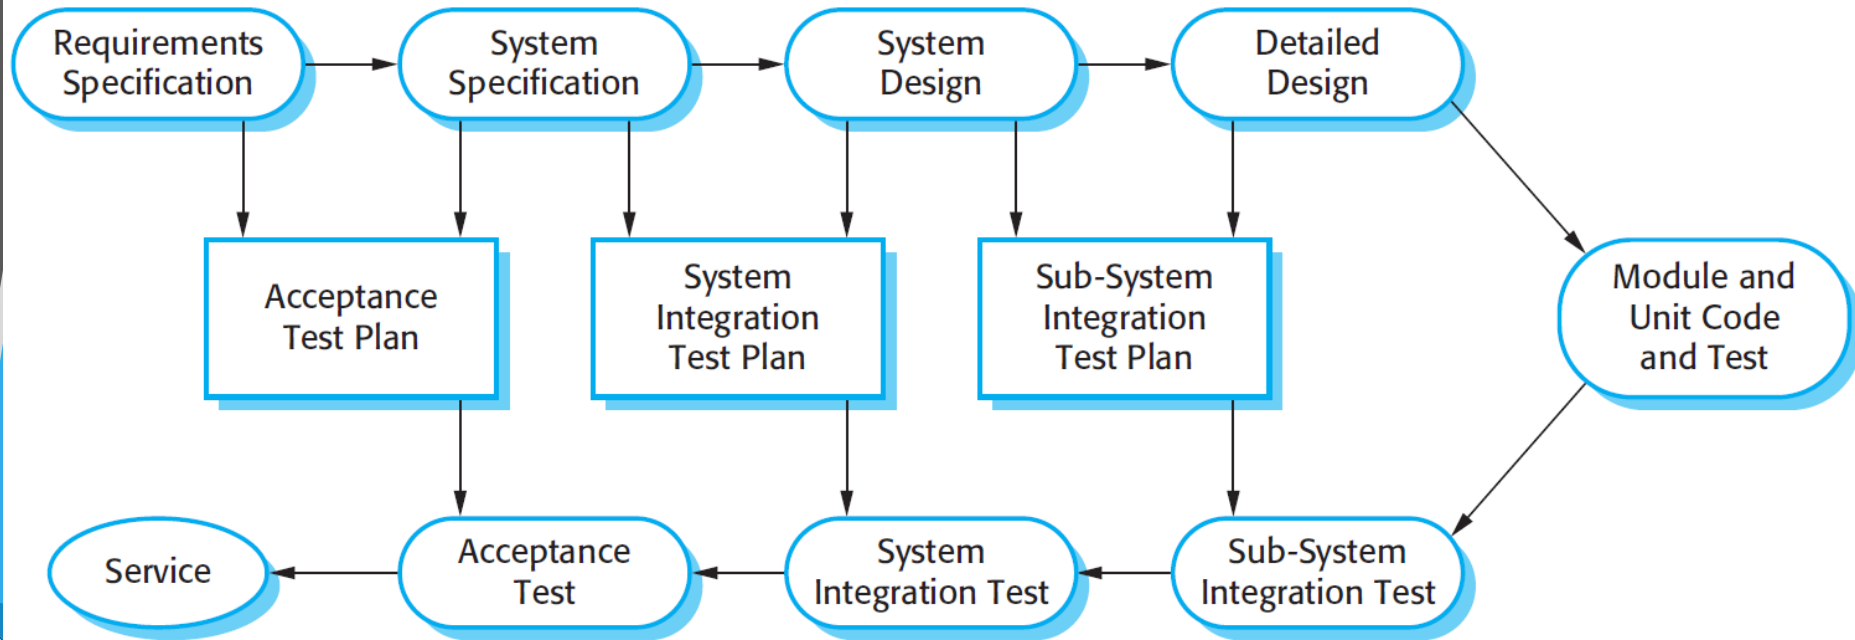 Requirements
Specification
System
Specification
System
Design
Detailed
Design
Acceptance
Test Plan
System
Integration
Test Plan
Sub-System
Integration
Test Plan
Module and
Unit Code
and Test
Service
Acceptance
Test
System
Integration Test
Sub-System
Integration Test